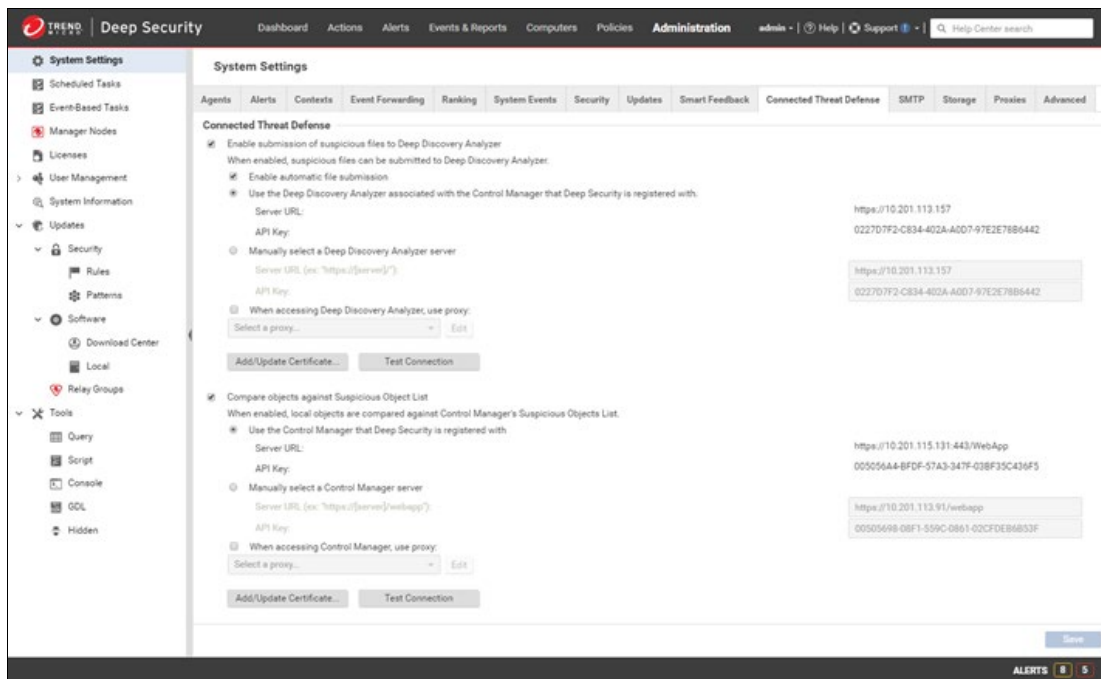 TREND MICRO | Deep Security Dashboard Actions Alerts Events & Reports Computers Policies Administration admin Help Support Help Center search
System Settings
Scheduled Tasks
Event-Based Tasks
Manager Nodes
Licenses
User Management
System Information
Updates
Security
Rules
Patterns
Software
Download Center
Local
Relay Groups
Tools
Query
Script
Console
GDL
Hidden
System Settings
Agents Alerts Contexts Event Forwarding Ranking System Events Security Updates Smart Feedback Connected Threat Defense SMTP Storage Proxies Advanced
Connected Threat Defense
Enable submission of suspicious files to Deep Discovery Analyzer
When enabled, suspicious files can be submitted to Deep Discovery Analyzer.
Enable automatic file submission
Use the Deep Discovery Analyzer associated with the Control Manager that Deep Security is registered with.
Server URL: https://10.201.113.157
API Key: 0227D7F2-C834-402A-A0D7-97E2E78B6442
Manually select a Deep Discovery Analyzer server
Server URL (ex: "https://[server]/"): https://10.201.113.157
API Key: 0227D7F2-C834-402A-A0D7-97E2E78B6442
When accessing Deep Discovery Analyzer, use proxy:
Select a proxy... Edit
Add/Update Certificate... Test Connection
Compare objects against Suspicious Object List
When enabled, local objects are compared against Control Manager's Suspicious Objects List.
Use the Control Manager that Deep Security is registered with
Server URL: https://10.201.115.131:443/WebApp
API Key: 005056A4-BFDF-57A3-347F-03BF35C436F5
Manually select a Control Manager server
Server URL (ex: "https://[server]/webapp"): https://10.201.113.91/webapp
API Key: 00505698-08F1-559C-0861-02CFDEB6B53F
When accessing Control Manager, use proxy:
Select a proxy... Edit
Add/Update Certificate... Test Connection
Save
ALERTS 8 5